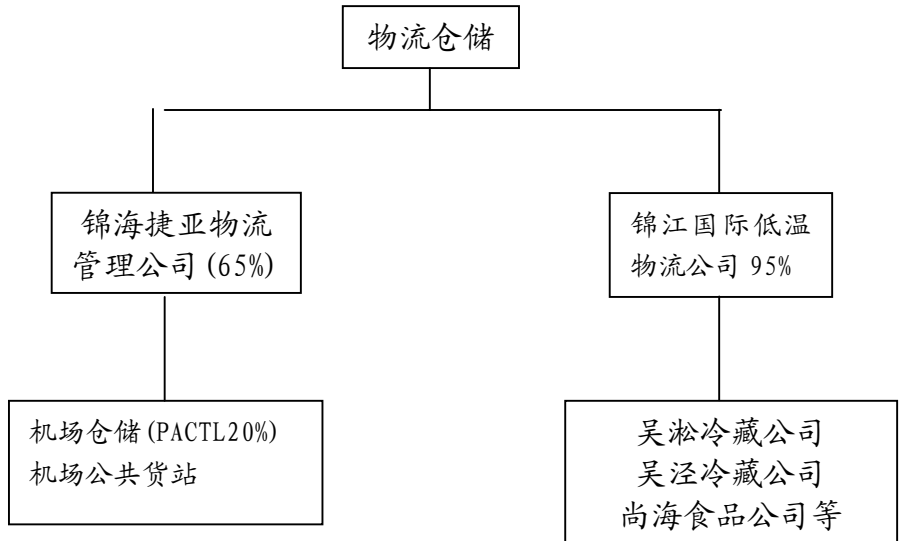 物流仓储
锦海捷亚物流
管理公司(65%)
锦江国际低温
物流公司 95%
机场仓储(PACTL20%)
机场公共货站
吴淞冷藏公司
吴泾冷藏公司
尚海食品公司等